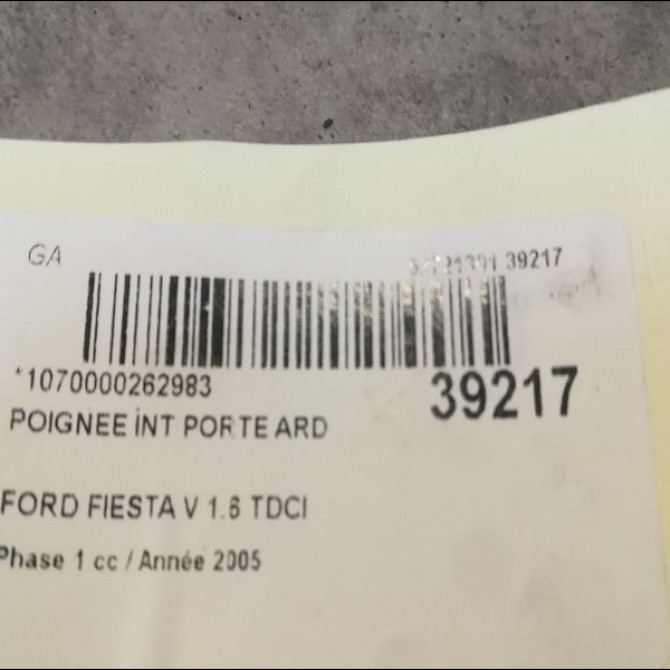 GA
39217
*1070000262983
39217
POIGNEE INT PORTE ARD
FORD FIESTA V 1.6 TDCI
Phase 1 cc / Année 2005